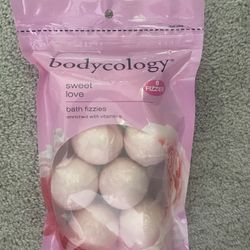 bodycology
sweet
love
8
FIZZIES
bath fizzies
enriched with vitamin e